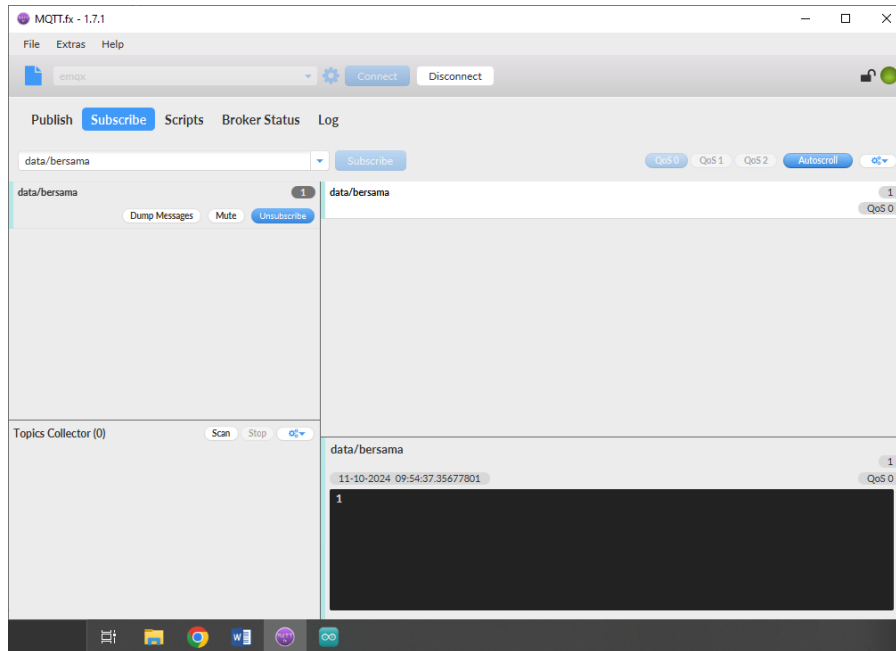 MQTT.fx - 1.7.1
File Extras Help
emqx Connect Disconnect
Publish Subscribe Scripts Broker Status Log
data/bersama Subscribe QoS 0 QoS 1 QoS 2 Autoscroll
data/bersama 1
Dump Messages Mute Unsubscribe
data/bersama 1
QoS 0
Topics Collector (0) Scan Stop
data/bersama
1
11-10-2024 09:54:37.35677801 QoS 0
1